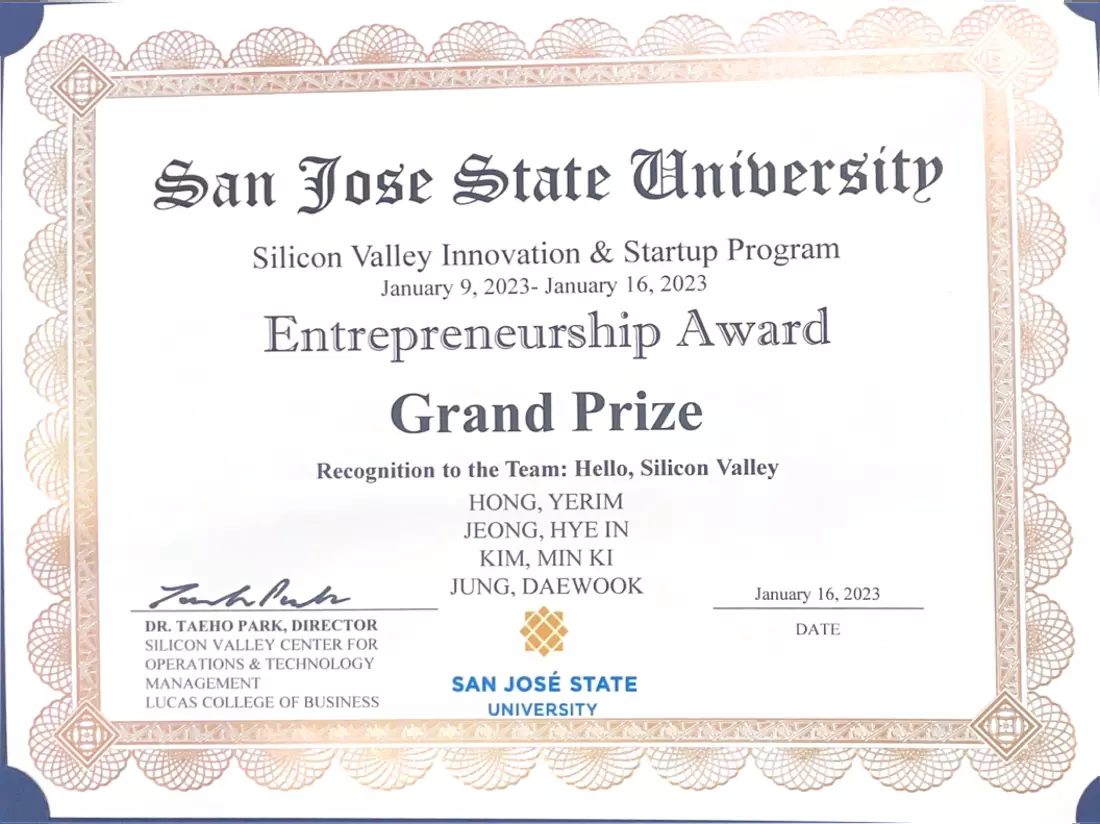 San Jose State University
Silicon Valley Innovation & Startup Program
January 9, 2023- January 16, 2023
Entrepreneurship Award
Grand Prize
Recognition to the Team: Hello, Silicon Valley
HONG, YERIM
JEONG, HYE IN
KIM, MIN KI
JUNG, DAEWOOK
January 16, 2023
DATE
DR. TAEHO PARK, DIRECTOR
SILICON VALLEY CENTER FOR
OPERATIONS & TECHNOLOGY
MANAGEMENT
LUCAS COLLEGE OF BUSINESS
SAN JOSÉ STATE
UNIVERSITY